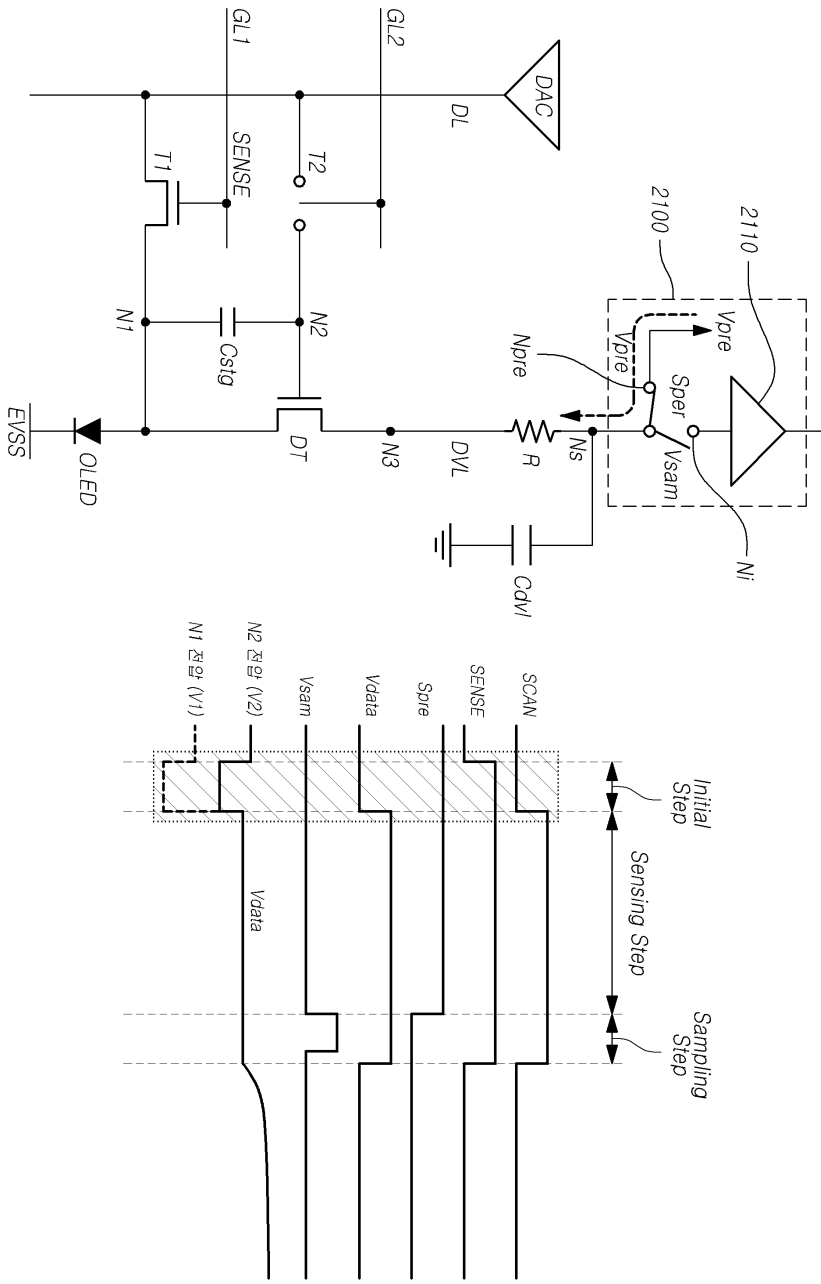 GL1
GL2
DAC
DL
SENSE
T1
T2
N1
N2
Cstg
EVSS
OLED
DT
N3
DVL
R
Ns
Cdvl
2100
2110
Vpre
Vpre
Npre
Sper
Vsam
Ni
Initial
Step
Sensing Step
Sampling
Step
SCAN
SENSE
Spre
Vdata
Vsam
N2 전압 (V2)
N1 전압 (V1)
Vdata